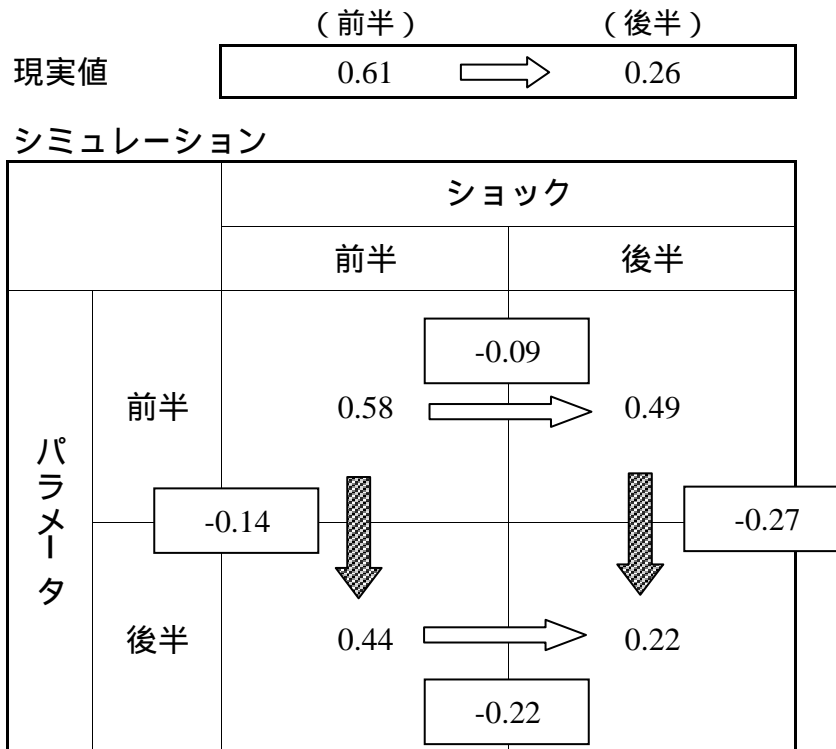 (前半) (後半)
現実値 0.61 0.26
シミュレーション
ショック
前半 後半
-0.09
前半 0.58 0.49
パラメータ
-0.14 -0.27
後半 0.44 0.22
-0.22